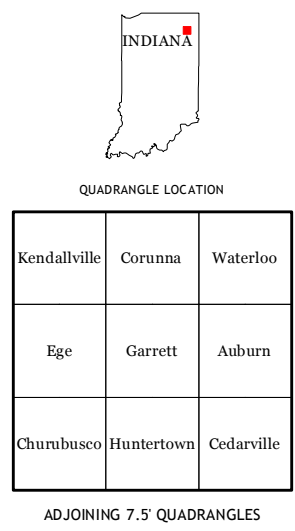 INDIANA
QUADRANGLE LOCATION
Kendallville Corunna Waterloo
Ege Garrett Auburn
Churubusco Huntertown Cedarville
ADJOINING 7.5' QUADRANGLES